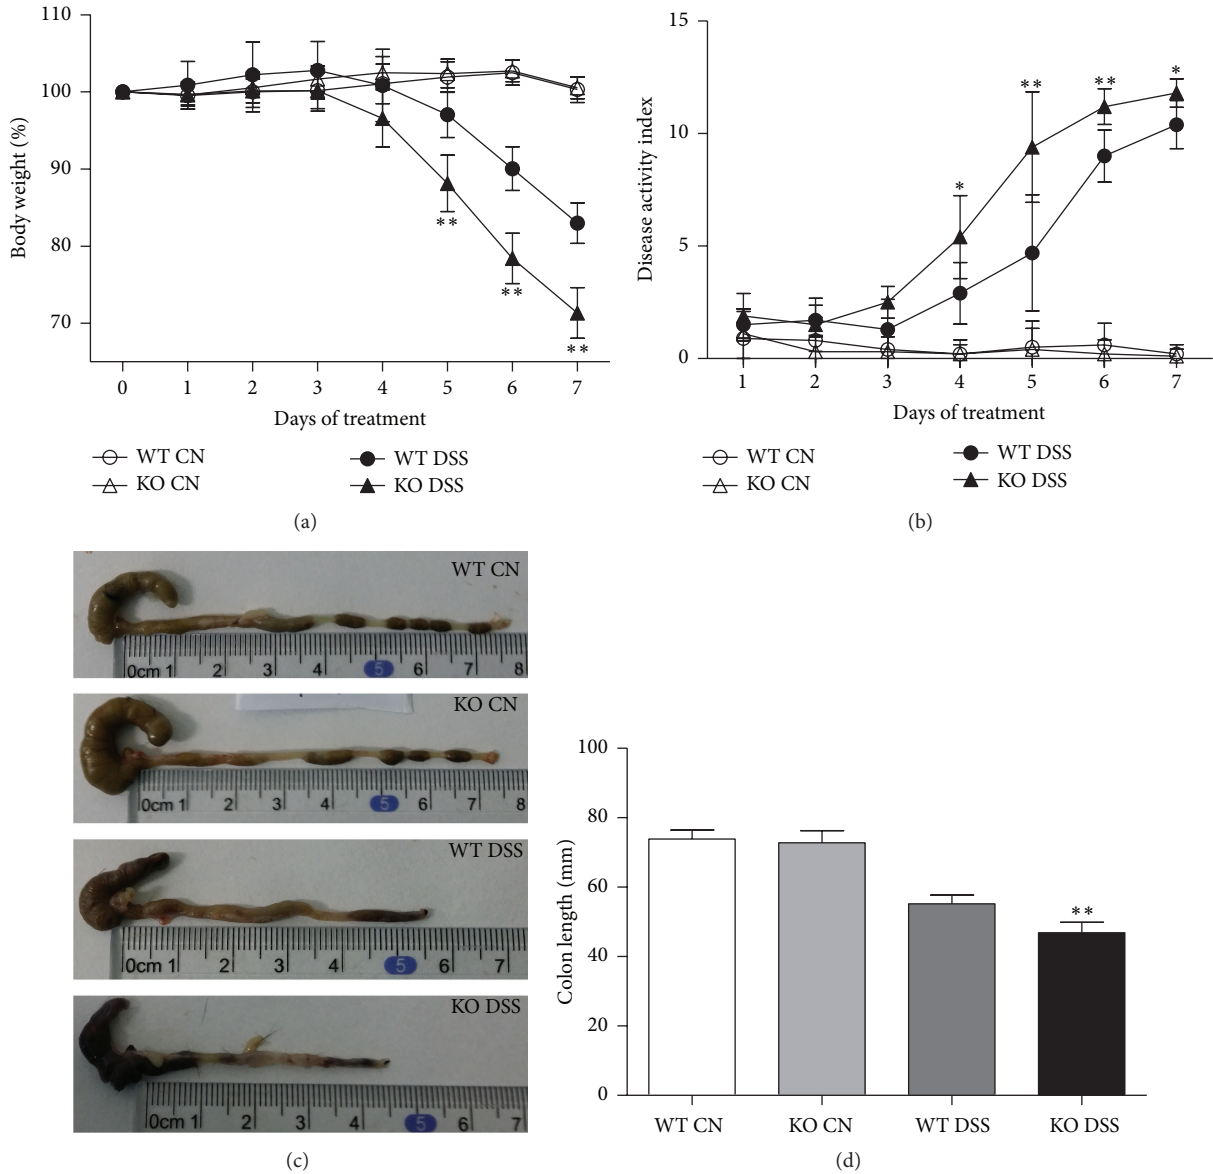 110
100
90
80
70
Body weight (%)
0 1 2 3 4 5 6 7
** ** **
Days of treatment
WT CN WT DSS
KO CN KO DSS
(a)
15
10
5
0
Disease activity index
* ** ** *
1 2 3 4 5 6 7
Days of treatment
WT CN WT DSS
KO CN KO DSS
(b)
WT CN
0cm 1 2 3 4 5 6 7 8
KO CN
0cm 1 2 3 4 5 6 7 8
WT DSS
0cm 1 2 3 4 5 6 7
KO DSS
0cm 1 2 3 4 5 6 7
(c)
100
80
60
40
20
0
Colon length (mm)
**
WT CN KO CN WT DSS KO DSS
(d)